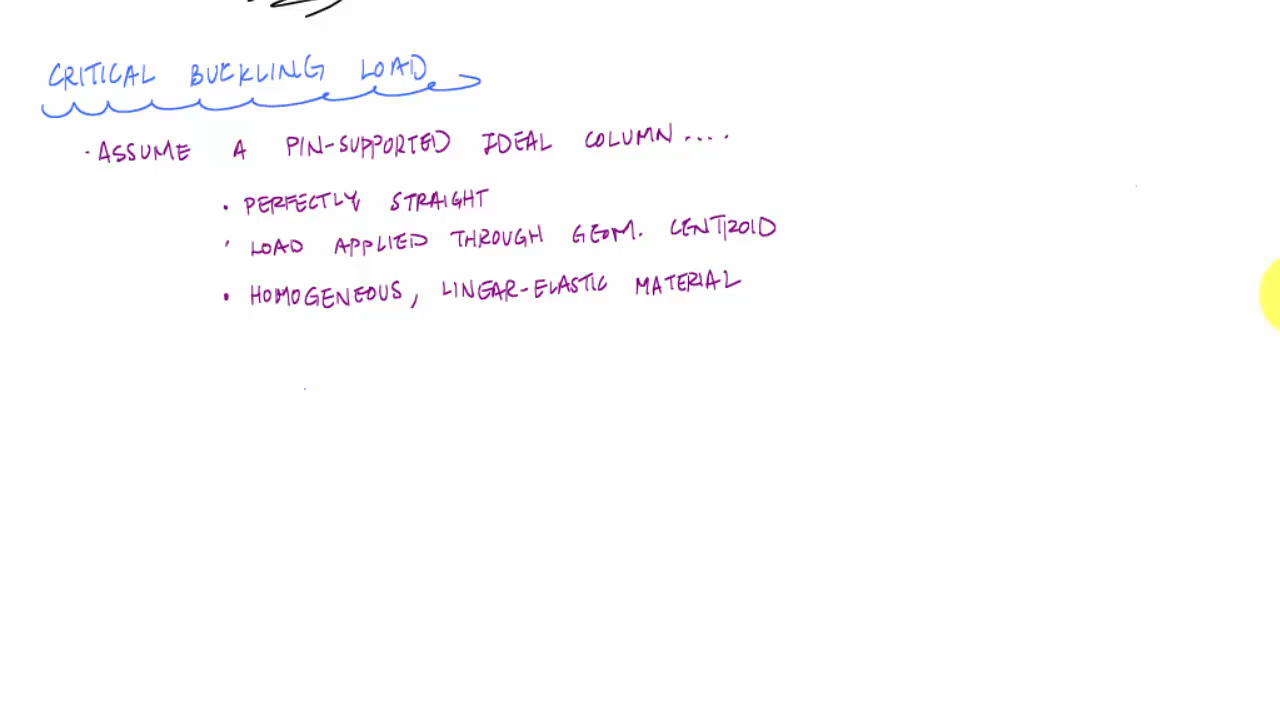 CRITICAL BUCKLING LOAD
· ASSUME A PIN-SUPPORTED IDEAL COLUMN....
· PERFECTLY STRAIGHT
· LOAD APPLIED THROUGH GEOM. CENTROID
· HOMOGENEOUS, LINEAR-ELASTIC MATERIAL